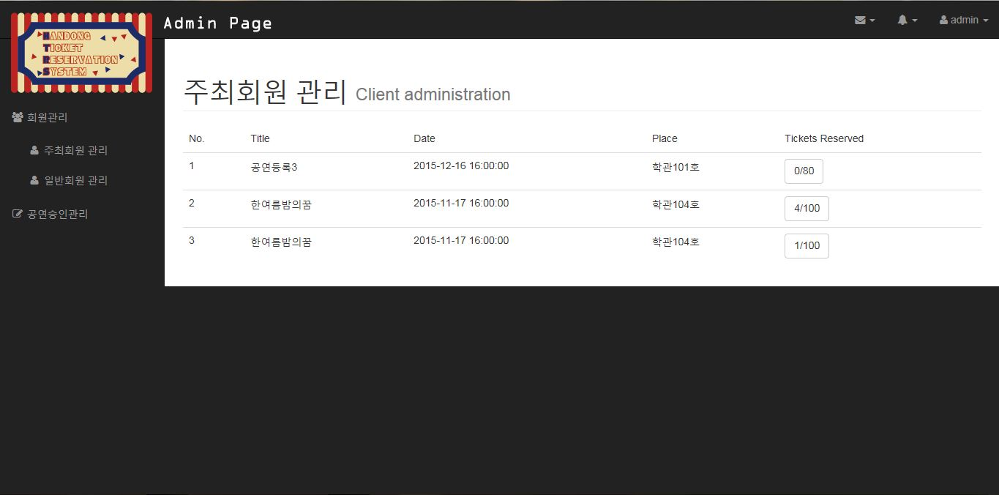 HANDONG
TICKET
RESERVATION
SYSTEM
Admin Page
admin
회원관리
주최회원 관리
일반회원 관리
공연승인관리
주최회원 관리 Client administration
No. Title Date Place Tickets Reserved
1 공연등록3 2015-12-16 16:00:00 학관101호 0/80
2 한여름밤의꿈 2015-11-17 16:00:00 학관104호 4/100
3 한여름밤의꿈 2015-11-17 16:00:00 학관104호 1/100